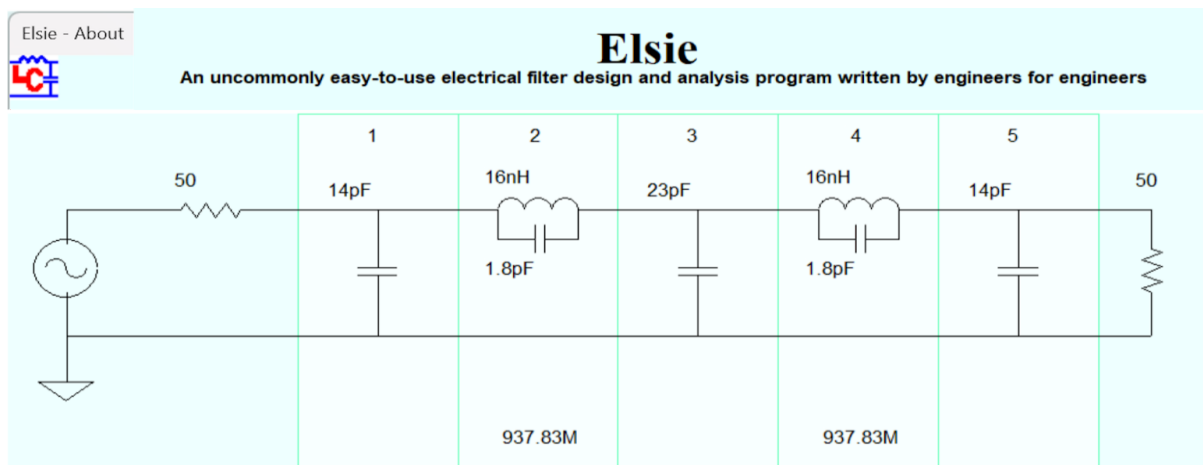 Elsie - About
LC
Elsie
An uncommonly easy-to-use electrical filter design and analysis program written by engineers for engineers
1 2 3 4 5
50 14pF 16nH 23pF 16nH 14pF 50
1.8pF 1.8pF
937.83M 937.83M